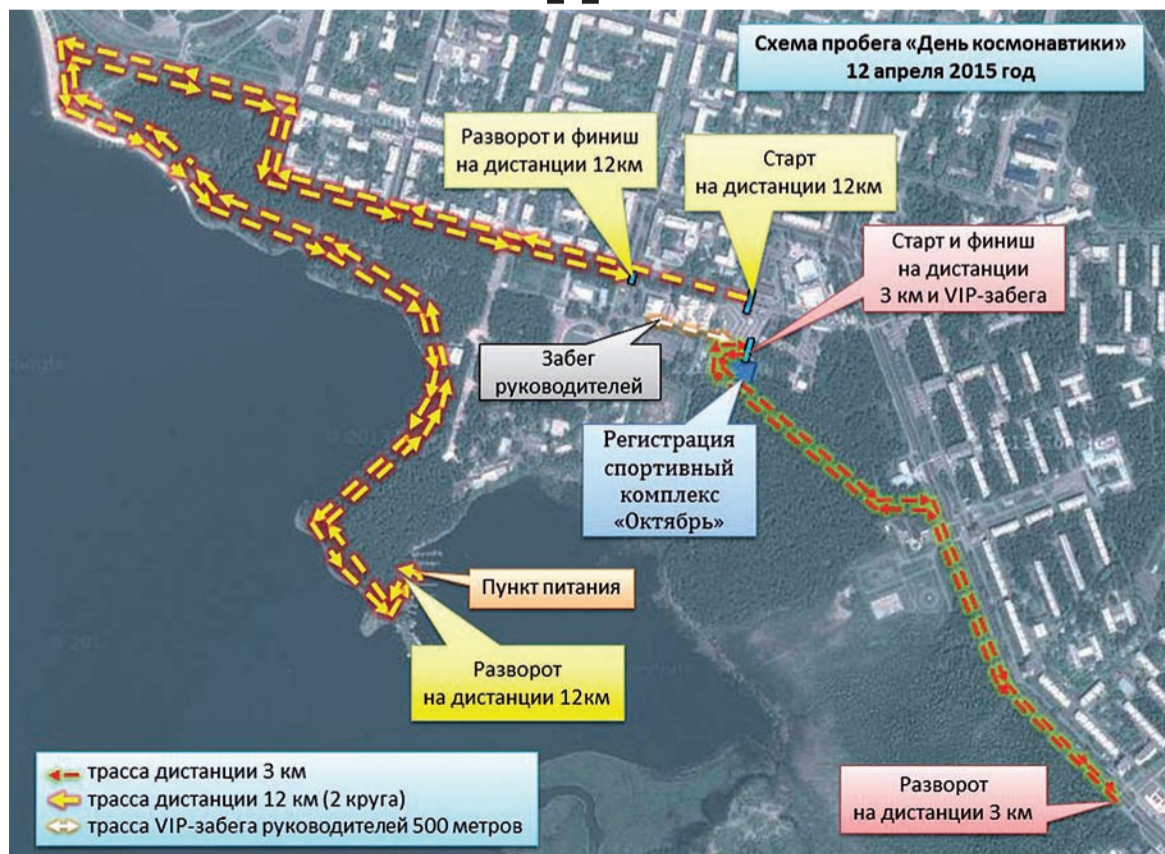 Схема пробега «День космонавтики»
12 апреля 2015 год
Разворот и финиш
на дистанции 12км
Старт
на дистанции 12км
Старт и финиш
на дистанции
3 км и VIP-забега
Забег
руководителей
Регистрация
спортивный
комплекс
«Октябрь»
Пункт питания
Разворот
на дистанции 12км
Разворот
на дистанции 3 км
трасса дистанции 3 км
трасса дистанции 12 км (2 круга)
трасса VIP-забега руководителей 500 метров